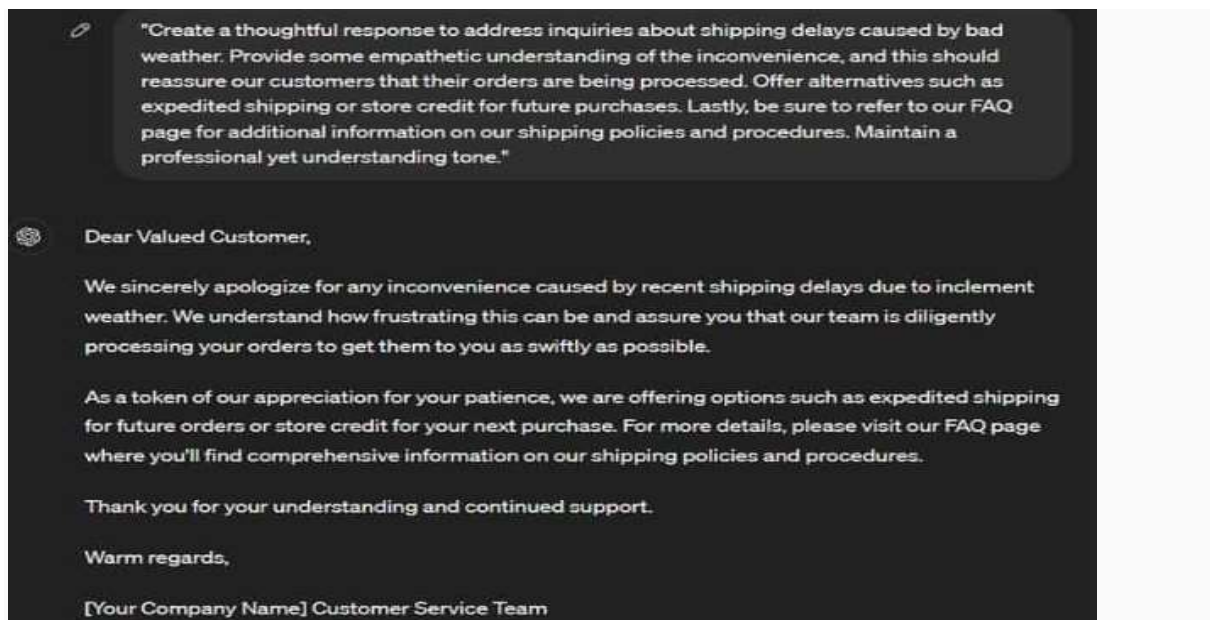 "Create a thoughtful response to address inquiries about shipping delays caused by bad
weather. Provide some empathetic understanding of the inconvenience, and this should
reassure our customers that their orders are being processed. Offer alternatives such as
expedited shipping or store credit for future purchases. Lastly, be sure to refer to our FAQ
page for additional information on our shipping policies and procedures. Maintain a
professional yet understanding tone."
Dear Valued Customer,
We sincerely apologize for any inconvenience caused by recent shipping delays due to inclement
weather. We understand how frustrating this can be and assure you that our team is diligently
processing your orders to get them to you as swiftly as possible.
As a token of our appreciation for your patience, we are offering options such as expedited shipping
for future orders or store credit for your next purchase. For more details, please visit our FAQ page
where you'll find comprehensive information on our shipping policies and procedures.
Thank you for your understanding and continued support.
Warm regards,
[Your Company Name] Customer Service Team